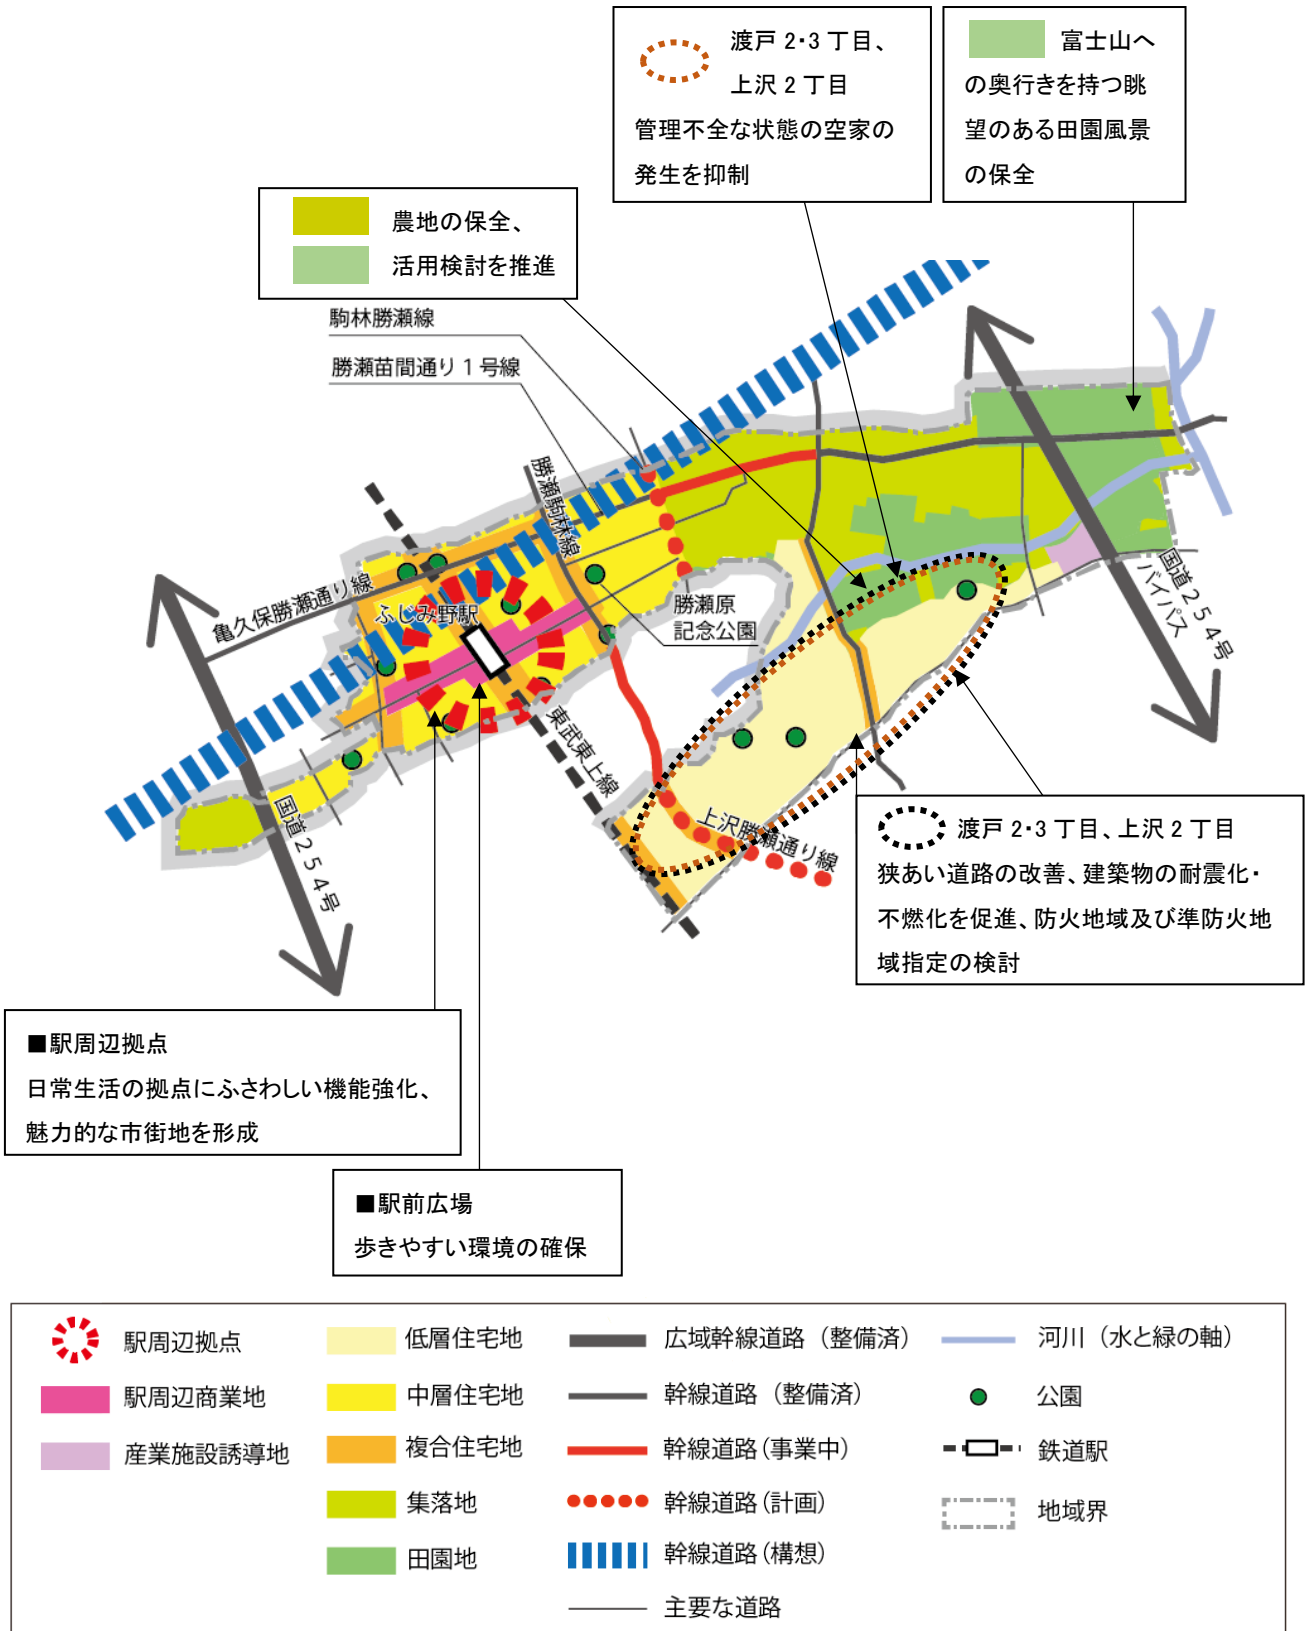 渡戸 2・3 丁目、
上沢 2 丁目
管理不全な状態の空家の
発生を抑制
富士山へ
の奥行きを持つ眺
望のある田園風景
の保全
農地の保全、
活用検討を推進
駒林勝瀬線
勝瀬苗間通り 1 号線
勝瀬駒林線
亀久保勝瀬通り線
ふじみ野駅
勝瀬原
記念公園
国道254号
バイパス
東武東上線
国道254号
上沢勝瀬通り線
渡戸 2・3 丁目、上沢 2 丁目
狭あい道路の改善、建築物の耐震化・
不燃化を促進、防火地域及び準防火地
域指定の検討
■駅周辺拠点
日常生活の拠点にふさわしい機能強化、
魅力的な市街地を形成
■駅前広場
歩きやすい環境の確保
駅周辺拠点
駅周辺商業地
産業施設誘導地
低層住宅地
中層住宅地
複合住宅地
集落地
田園地
広域幹線道路（整備済）
幹線道路（整備済）
幹線道路（事業中）
幹線道路（計画）
幹線道路（構想）
主要な道路
河川（水と緑の軸）
公園
鉄道駅
地域界